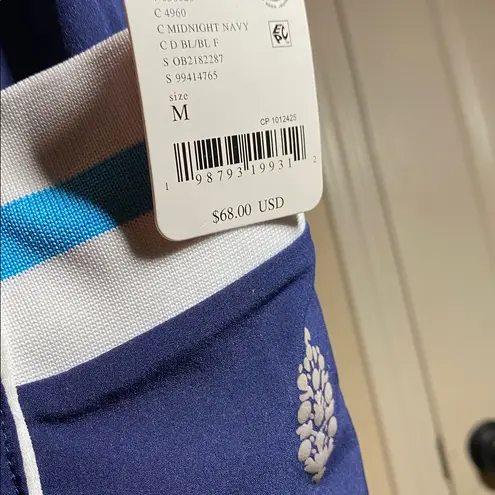 C 4960
C MIDNIGHT NAVY
C D BL/BL F
S OB2182287
S 99414765
size
M
CP 1012425
1 98793 19931 2
$68.00 USD